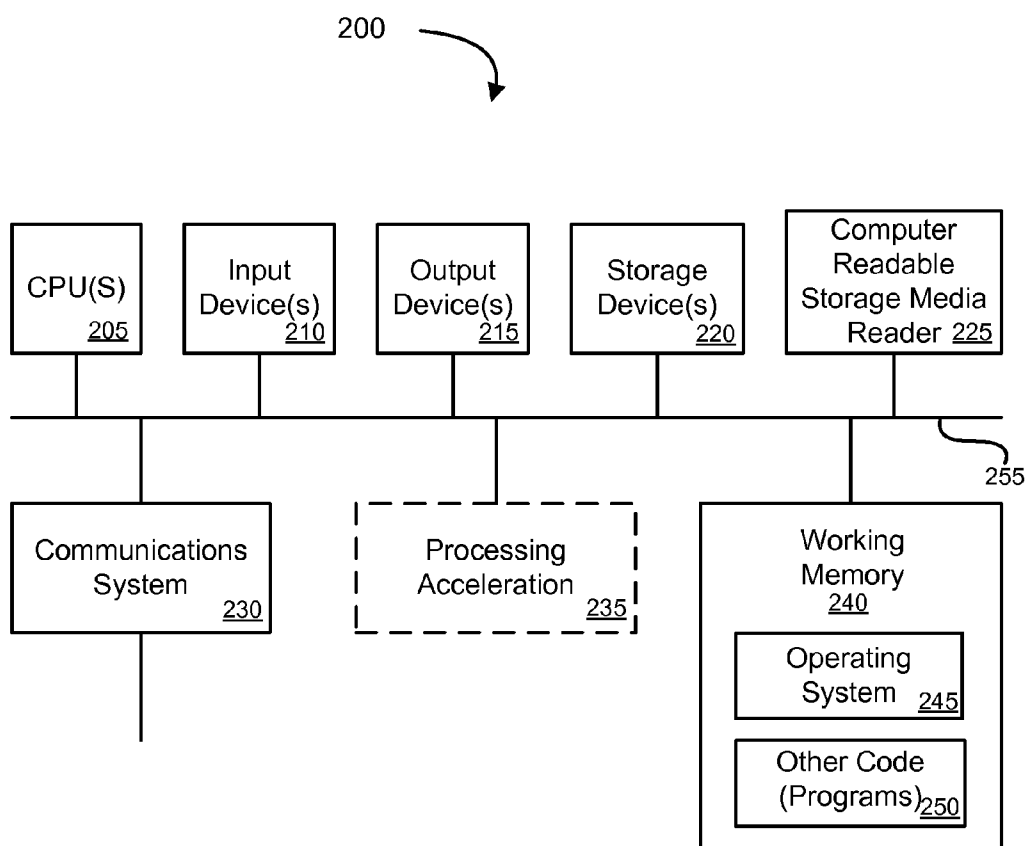 200
CPU(S)
205
Input
Device(s)
210
Output
Device(s)
215
Storage
Device(s)
220
Computer
Readable
Storage Media
Reader 225
255
Communications
System
230
Processing
Acceleration
235
Working
Memory
240
Operating
System 245
Other Code
(Programs) 250